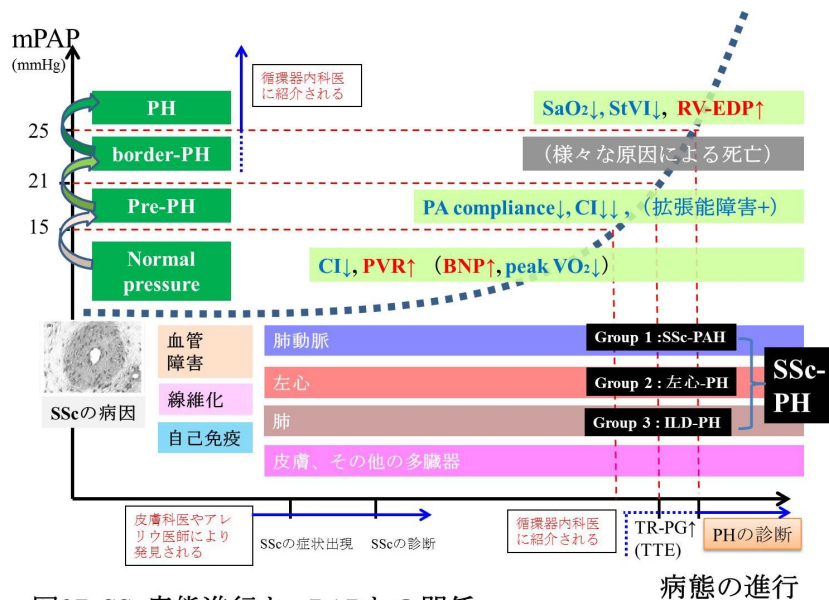 mPAP
(mmHg)
循環器内科医
に紹介される
PH
SaO₂↓, StVI↓, RV-EDP↑
25
border-PH
(様々な原因による死亡)
21
Pre-PH
PA compliance↓, CI↓↓ , (拡張能障害+)
15
Normal
pressure
CI↓, PVR↑ (BNP↑, peak VO₂↓)
SScの病因
血管
障害
線維化
自己免疫
肺動脈
Group 1 :SSc-PAH
左心
Group 2 : 左心-PH
肺
Group 3 : ILD-PH
皮膚、その他の多臓器
SSc-
PH
皮膚科医やアレ
リウ医師により
発見される
SScの症状出現
SScの診断
循環器内科医
に紹介される
TR-PG↑
(TTE)
PHの診断
病態の進行